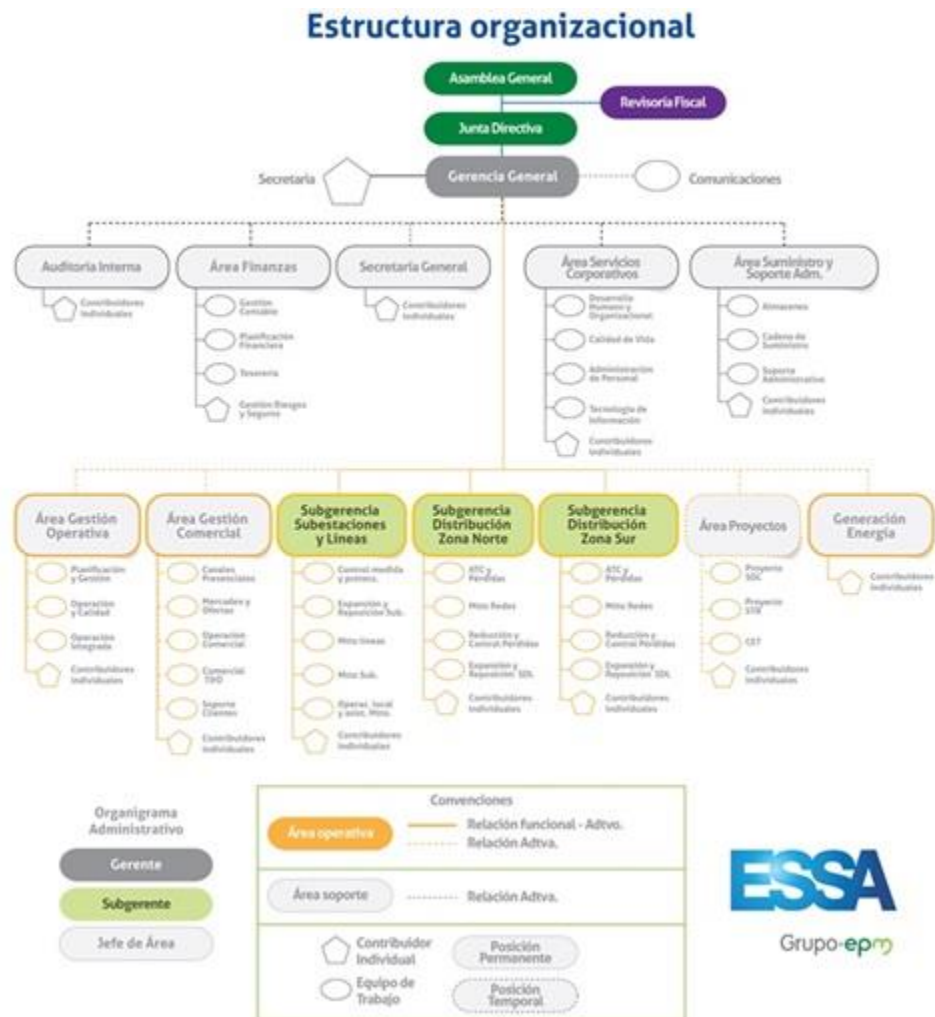 Estructura organizacional
Asamblea General
Revisoría Fiscal
Junta Directiva
Secretaria
Gerencia General
Comunicaciones
Auditoría Interna
Contribuidores
Individuales
Área Finanzas
Gestión
Contable
Planificación
Financiera
Tesorería
Gestión Riesgos
y Seguros
Secretaría General
Contribuidores
Individuales
Área Servicios
Corporativos
Desarrollo
Humano y
Organizacional
Calidad de Vida
Administración
de Personal
Tecnología de
Información
Contribuidores
Individuales
Área Suministro y
Soporte Adm.
Almacenes
Cadena de
Suministro
Soporte
Administrativo
Contribuidores
Individuales
Área Gestión
Operativa
Planificación
y Gestión
Operación
y Calidad
Operación
Integrada
Contribuidores
Individuales
Área Gestión
Comercial
Canales
Presenciales
Mercadeo y
Ofertas
Operación
Comercial
Comercial
Soporte
Clientes
Contribuidores
Individuales
Subgerencia
Subestaciones
y Líneas
Control medida
y protecc.
Expansión y
Reposición Sub.
Mtto líneas
Mtto Sub.
Operac. local
y asist. Mtto.
Contribuidores
Individuales
Subgerencia
Distribución
Zona Norte
ATC y
Pérdidas
Mtto Redes
Reducción y
Control Pérdidas
Expansión y
Reposición SDL
Contribuidores
Individuales
Subgerencia
Distribución
Zona Sur
ATC y
Pérdidas
Mtto Redes
Reducción y
Control Pérdidas
Expansión y
Reposición SDL
Contribuidores
Individuales
Área Proyectos
Proyecto
Proyecto
STR
CET
Contribuidores
Individuales
Generación
Energía
Contribuidores
Individuales
Organigrama
Administrativo
Gerente
Subgerente
Jefe de Área
Convenciones
Área operativa
Relación funcional - Adtvo.
Relación Adtva.
Área soporte
Relación Adtva.
Contribuidor
Individual
Equipo de
Trabajo
Posición
Permanente
Posición
Temporal
ESSA
Grupo·epm